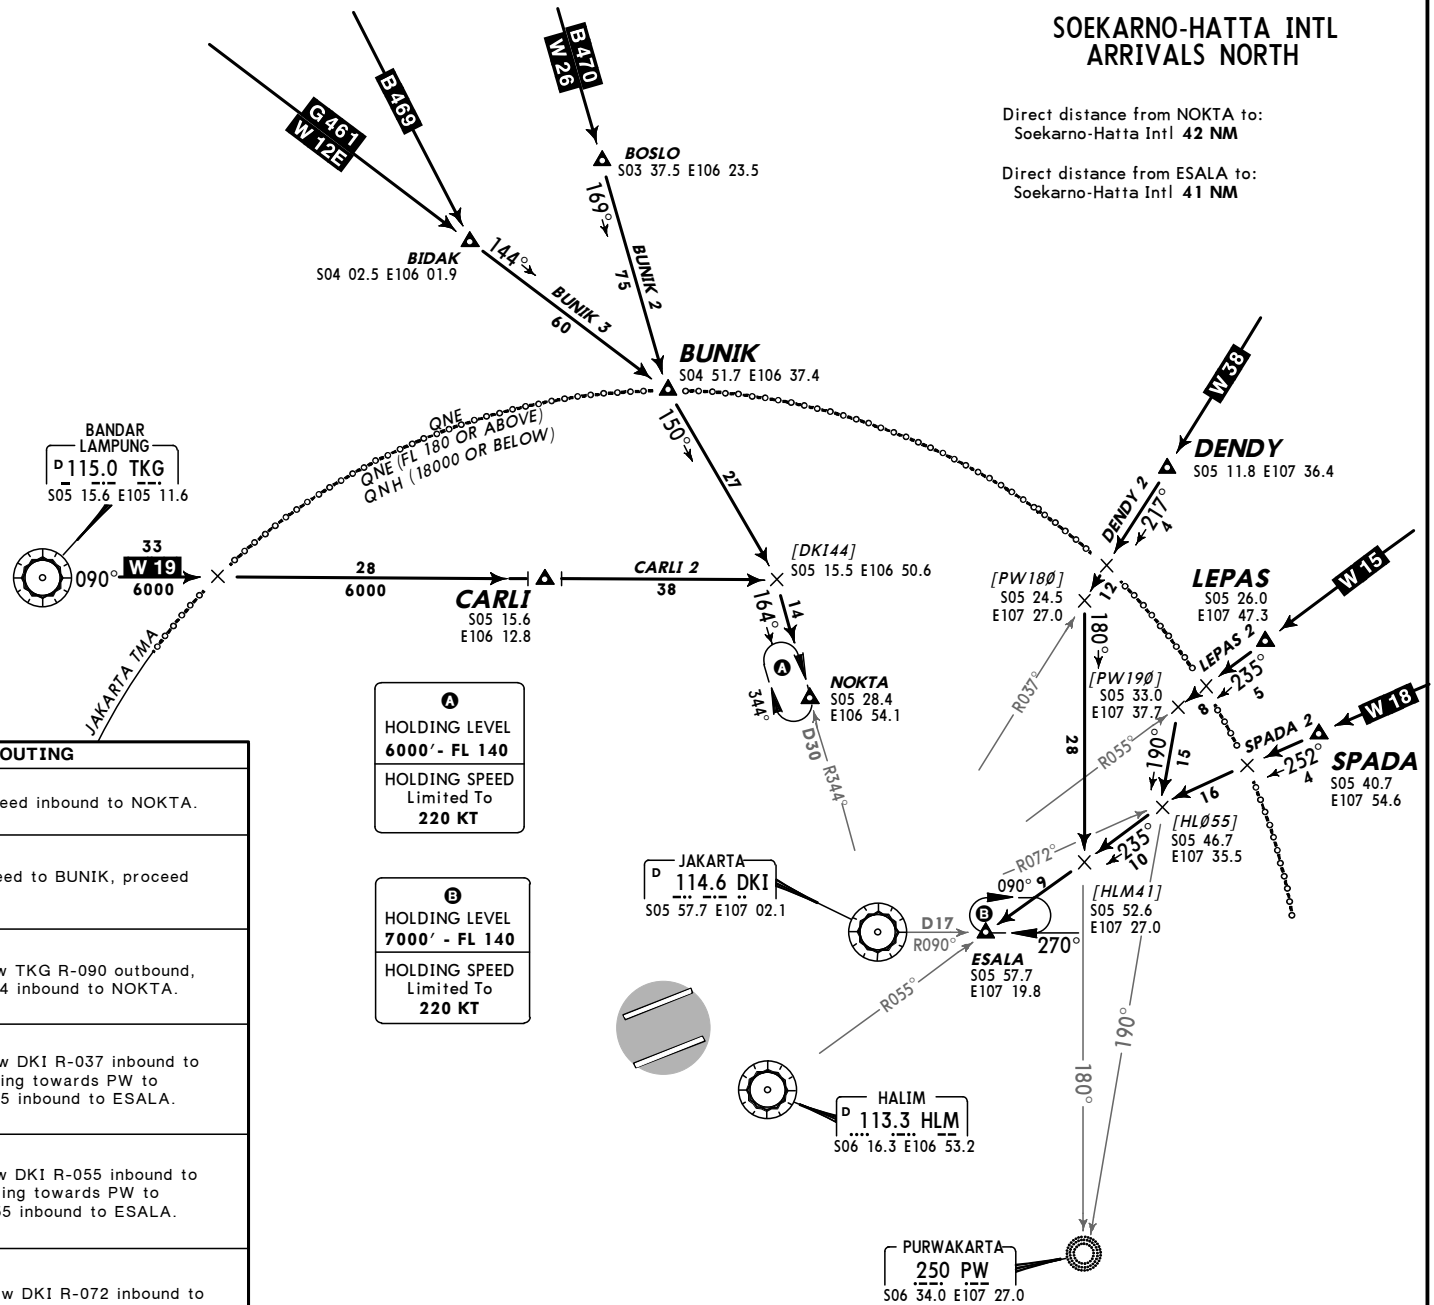 SOEKARNO-HATTA INTL
ARRIVALS NORTH
Direct distance from NOKTA to:
Soekarno-Hatta Intl 42 NM
Direct distance from ESALA to:
Soekarno-Hatta Intl 41 NM
G 461
W 12E
B 469
B 470
W 26
BOSLO
S03 37.5 E106 23.5
169°
BUNIK 2
75
BIDAK
S04 02.5 E106 01.9
144°
BUNIK 3
60
BUNIK
S04 51.7 E106 37.4
150°
27
QNE
QNE (FL 180 OR ABOVE)
QNH (18000 OR BELOW)
BANDAR
LAMPUNG
D 115.0 TKG
S05 15.6 E105 11.6
090°
33
W 19
6000
28
6000
CARLI
S05 15.6
E106 12.8
CARLI 2
38
[DKI44]
S05 15.5 E106 50.6
164°
14
A
344°
NOKTA
S05 28.4
E106 54.1
D30
R344°
JAKARTA TMA
W 38
DENDY
S05 11.8 E107 36.4
DENDY 2
217°
4
12
[PW18Ø]
S05 24.5
E107 27.0
180°
28
R037°
W 15
LEPAS
S05 26.0
E107 47.3
LEPAS 2
235°
5
8
[PW19Ø]
S05 33.0
E107 37.7
R055°
190°
15
W 18
SPADA
S05 40.7
E107 54.6
SPADA 2
252°
4
16
[HLØ55]
S05 46.7
E107 35.5
R072°
235°
10
[HLM41]
S05 52.6
E107 27.0
090°
9
B
270°
ESALA
S05 57.7
E107 19.8
D17
R090°
R055°
A
HOLDING LEVEL
6000' - FL 140
HOLDING SPEED
Limited To
220 KT
B
HOLDING LEVEL
7000' - FL 140
HOLDING SPEED
Limited To
220 KT
JAKARTA
D 114.6 DKI
S05 57.7 E107 02.1
HALIM
D 113.3 HLM
S06 16.3 E106 53.2
180°
190°
PURWAKARTA
250 PW
S06 34.0 E107 27.0
OUTING
eed inbound to NOKTA.
eed to BUNIK, proceed
w TKG R-090 outbound,
4 inbound to NOKTA.
w DKI R-037 inbound to
ing towards PW to
5 inbound to ESALA.
w DKI R-055 inbound to
ing towards PW to
55 inbound to ESALA.
w DKI R-072 inbound to